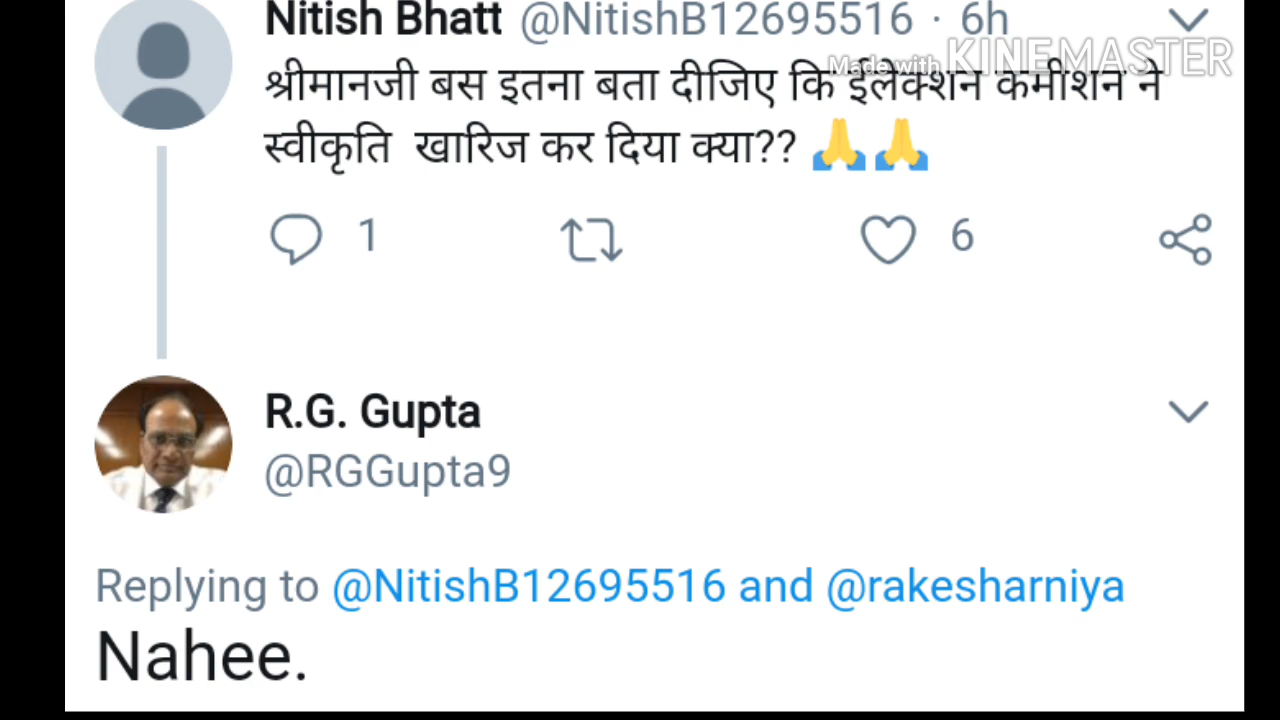 Nitish Bhatt @NitishB12695516 · 6h
Made with KINEMASTER
श्रीमानजी बस इतना बता दीजिए कि ईलेक्शन कमीशन ने
स्वीकृति खारिज कर दिया क्या?? 🙏🙏
1 6
R.G. Gupta
@RGGupta9
Replying to @NitishB12695516 and @rakesharniya
Nahee.